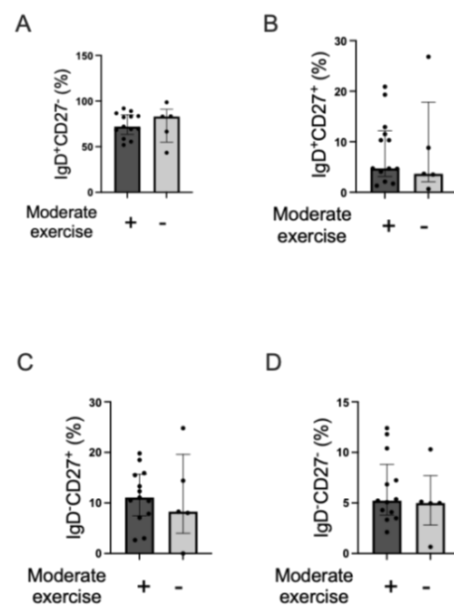 A
IgD⁺CD27⁻ (%)
150
100
50
0
Moderate
exercise
+ -
B
IgD⁺CD27⁺ (%)
30
20
10
0
Moderate
exercise
+ -
C
IgD⁻CD27⁺ (%)
30
20
10
0
Moderate
exercise
+ -
D
IgD⁻CD27⁻ (%)
15
10
5
0
Moderate
exercise
+ -